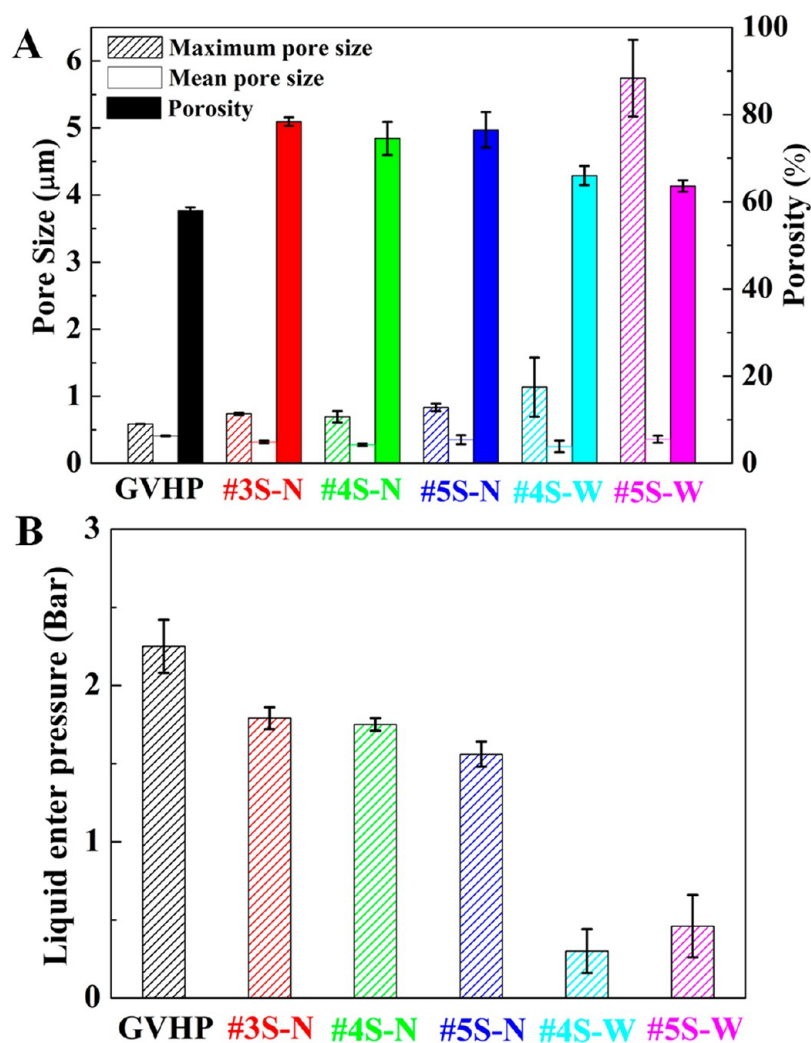 A
Maximum pore size
Mean pore size
Porosity
Pore Size (μm)
6
5
4
3
2
1
0
100
80
60
40
20
0
Porosity (%)
GVHP #3S-N #4S-N #5S-N #4S-W #5S-W
B
Liquid enter pressure (Bar)
3
2
1
0
GVHP #3S-N #4S-N #5S-N #4S-W #5S-W